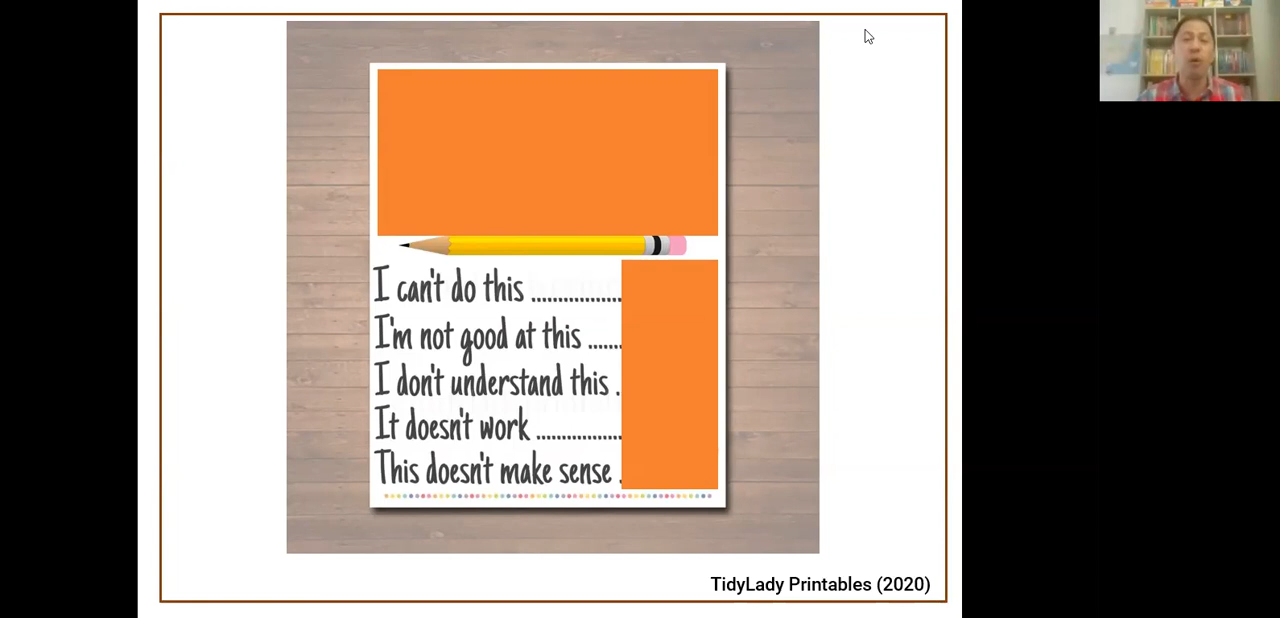 I can't do this .................
I'm not good at this .......
I don't understand this .
It doesn't work ................
This doesn't make sense .
TidyLady Printables (2020)